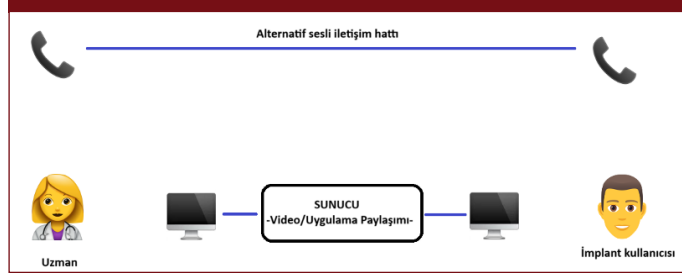 Alternatif sesli iletişim hattı
SUNUCU
-Video/Uygulama Paylaşımı-
Uzman
İmplant kullanıcısı